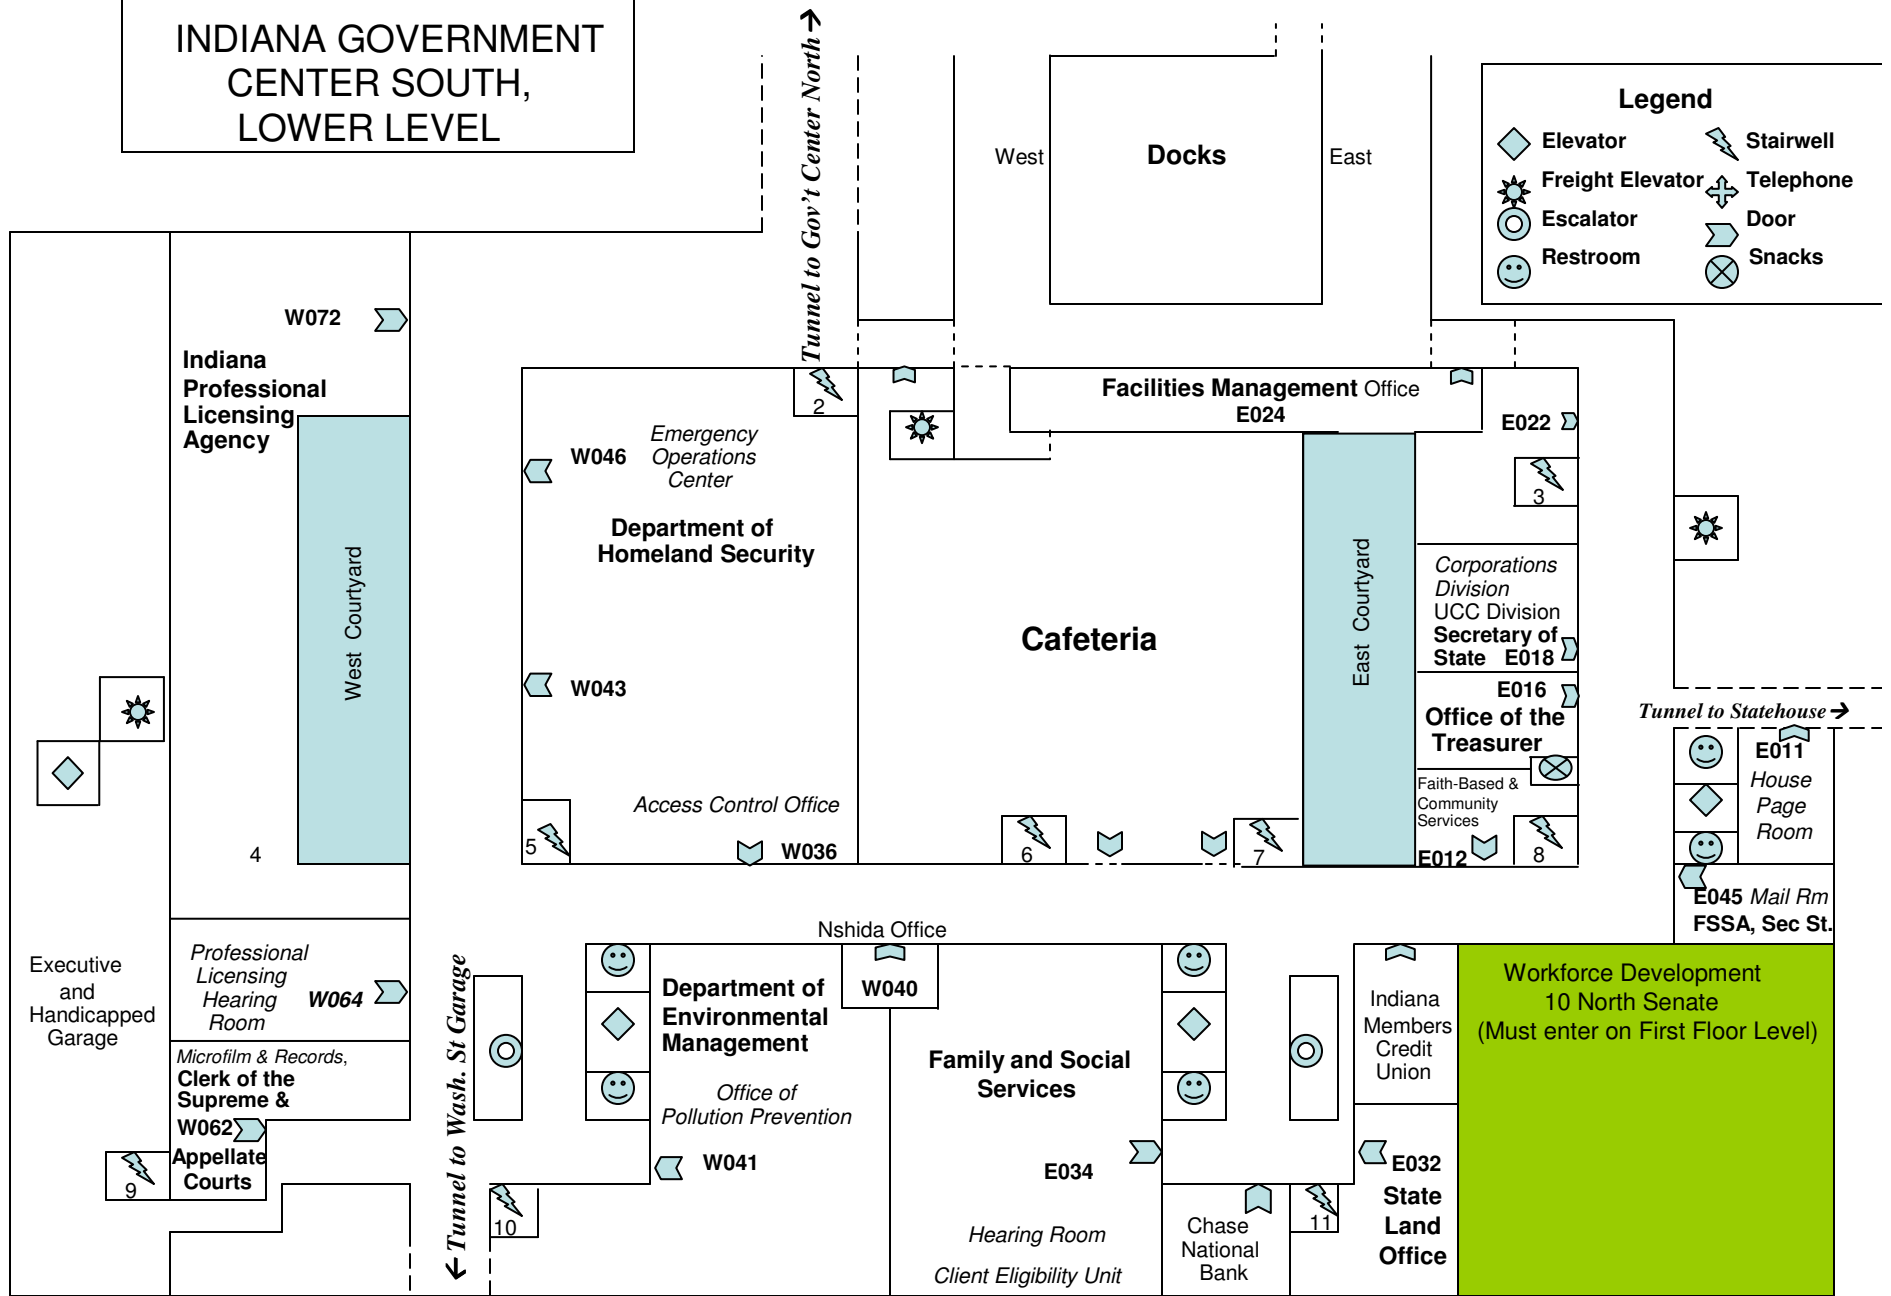 INDIANA GOVERNMENT
CENTER SOUTH,
LOWER LEVEL
Tunnel to Gov't Center North→
West
Docks
East
Legend
Elevator
Stairwell
Freight Elevator
Telephone
Escalator
Door
Restroom
Snacks
W072
Indiana
Professional
Licensing
Agency
West Courtyard
4
2
W046
Emergency
Operations
Center
Department of
Homeland Security
W043
Access Control Office
5
W036
Facilities Management Office
E024
E022
3
Cafeteria
East Courtyard
6
7
Corporations
Division
UCC Division
Secretary of
State E018
E016
Office of the
Treasurer
Faith-Based &
Community
Services
E012
8
Tunnel to Statehouse→
E011
House
Page
Room
E045 Mail Rm
FSSA, Sec St.
Executive
and
Handicapped
Garage
Professional
Licensing
Hearing
Room
W064
Microfilm & Records,
Clerk of the
Supreme &
W062
Appellate
Courts
9
←Tunnel to Wash. St Garage
10
Nshida Office
W040
Department of
Environmental
Management
Office of
Pollution Prevention
W041
Family and Social
Services
E034
Hearing Room
Client Eligibility Unit
Chase
National
Bank
11
Indiana
Members
Credit
Union
E032
State
Land
Office
Workforce Development
10 North Senate
(Must enter on First Floor Level)